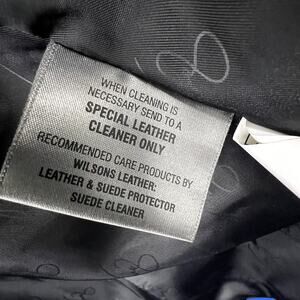 WHEN CLEANING IS
NECESSARY SEND TO A
SPECIAL LEATHER
CLEANER ONLY
RECOMMENDED CARE PRODUCTS BY
WILSONS LEATHER:
LEATHER & SUEDE PROTECTOR
SUEDE CLEANER